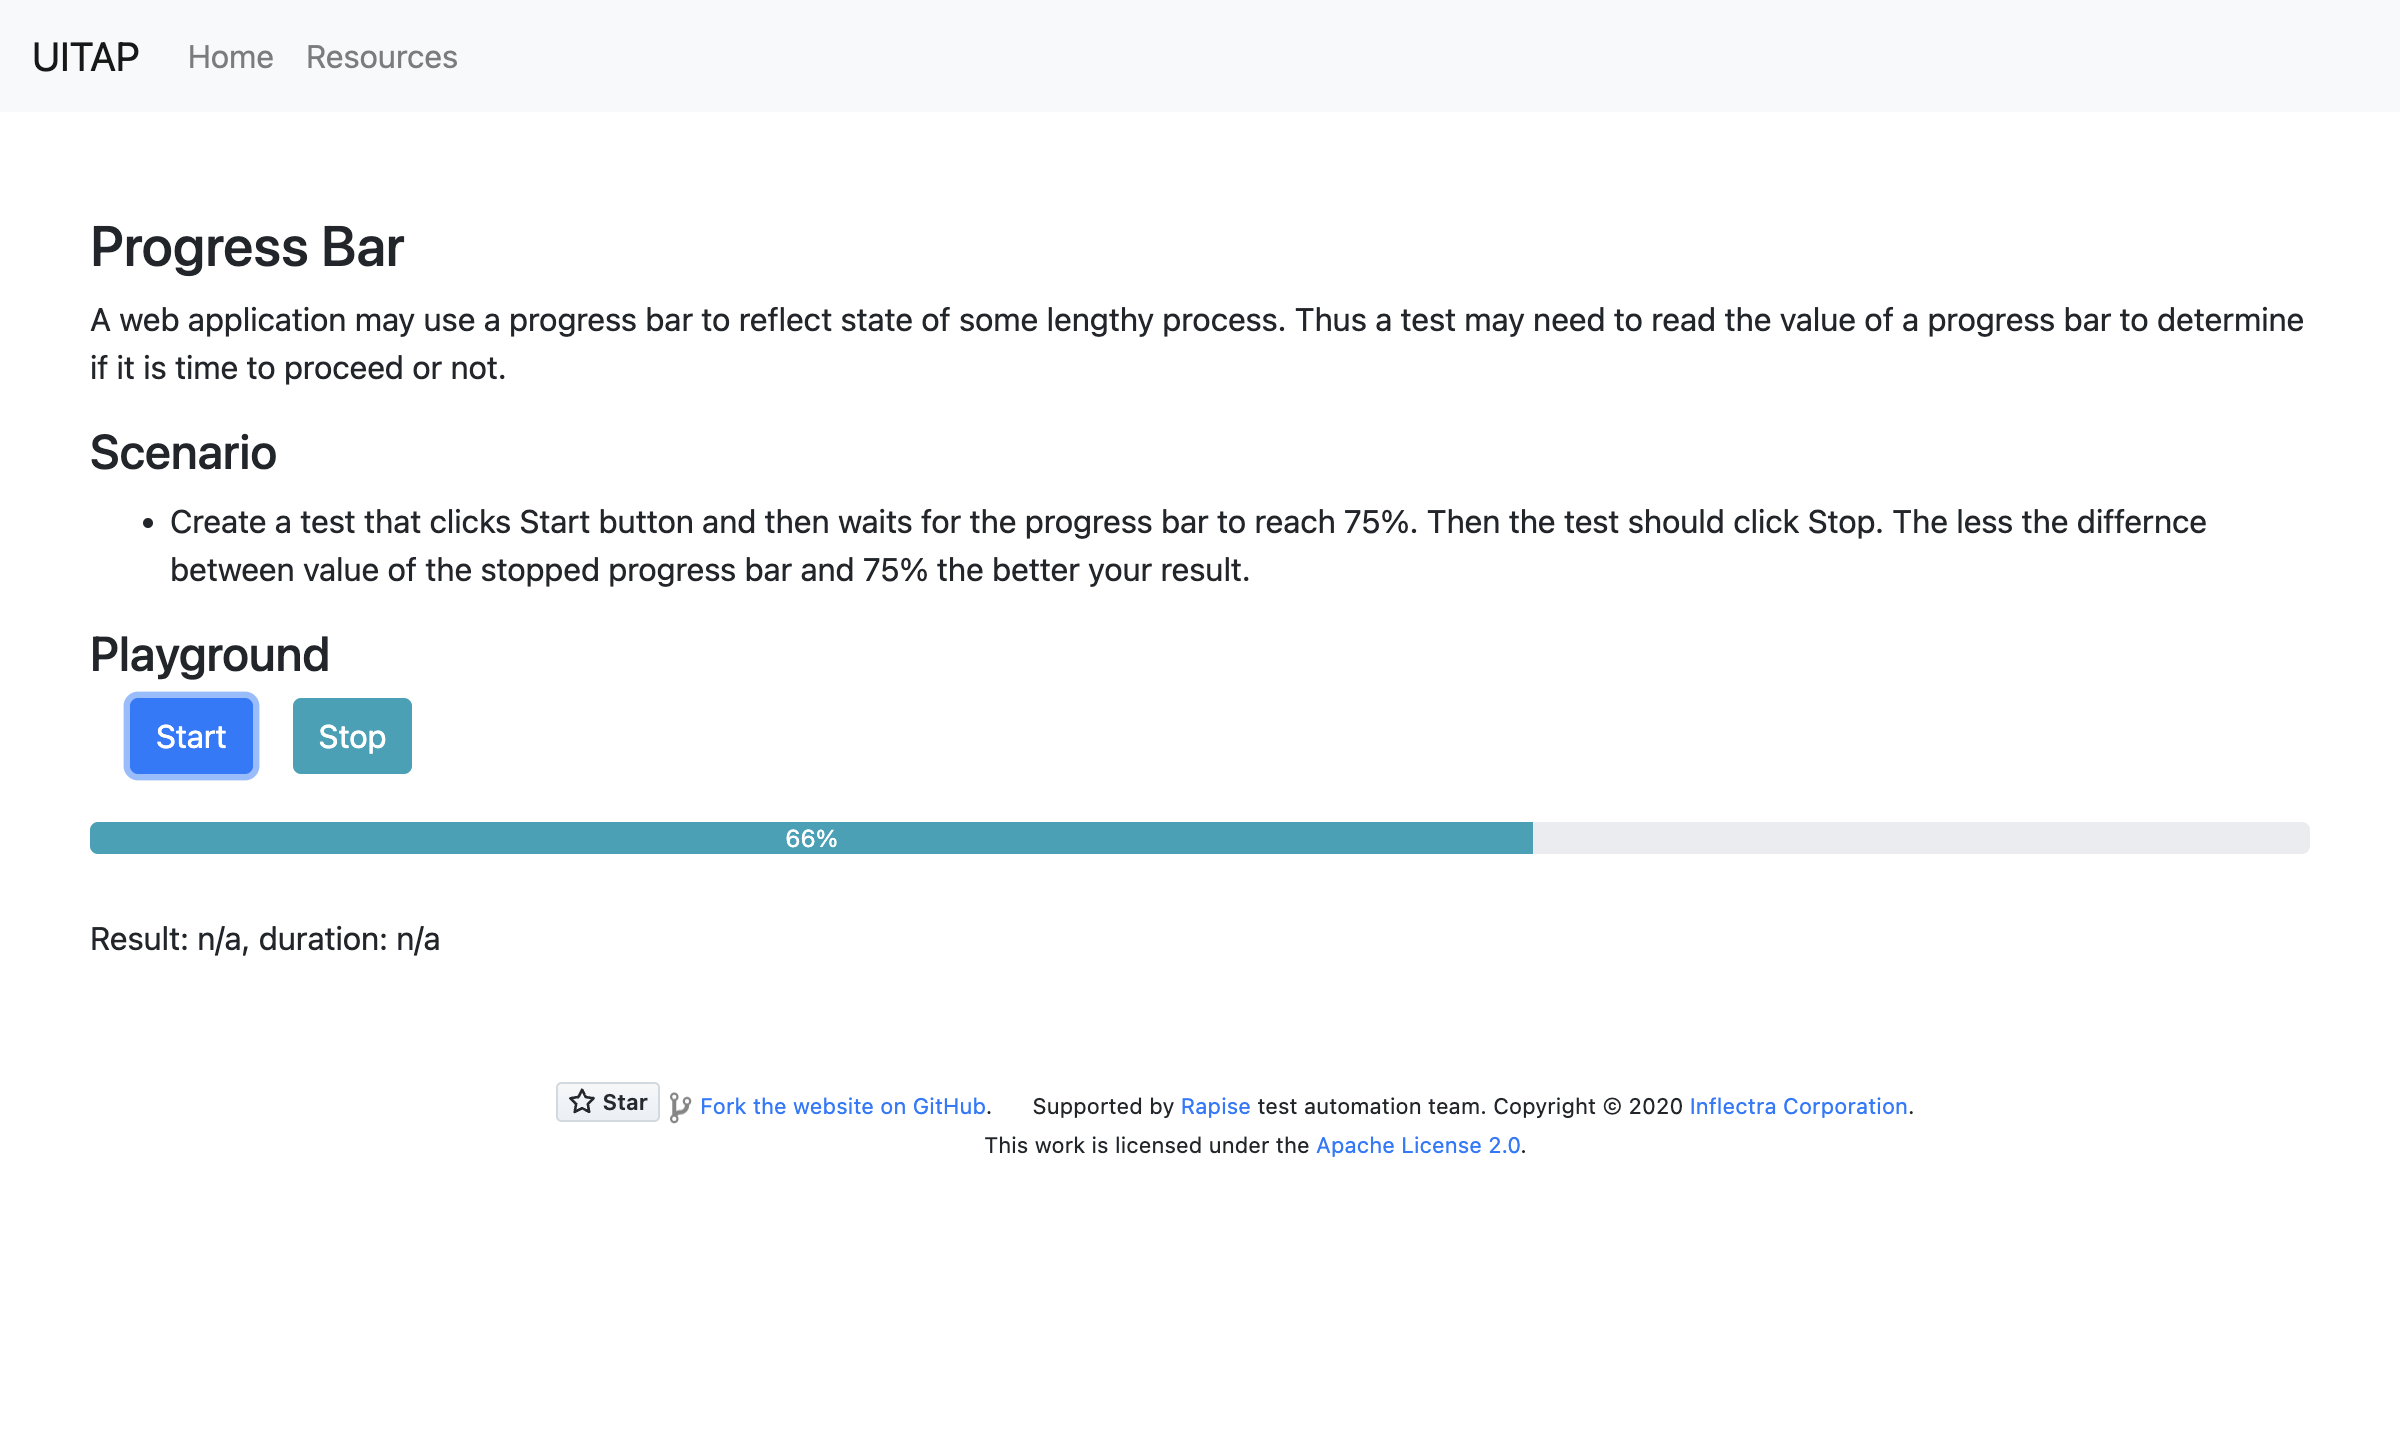 UITAP Home Resources
Progress Bar
A web application may use a progress bar to reflect state of some lengthy process. Thus a test may need to read the value of a progress bar to determine
if it is time to proceed or not.
Scenario
• Create a test that clicks Start button and then waits for the progress bar to reach 75%. Then the test should click Stop. The less the differnce
between value of the stopped progress bar and 75% the better your result.
Playground
Start Stop
66%
Result: n/a, duration: n/a
Star Fork the website on GitHub. Supported by Rapise test automation team. Copyright © 2020 Inflectra Corporation.
This work is licensed under the Apache License 2.0.